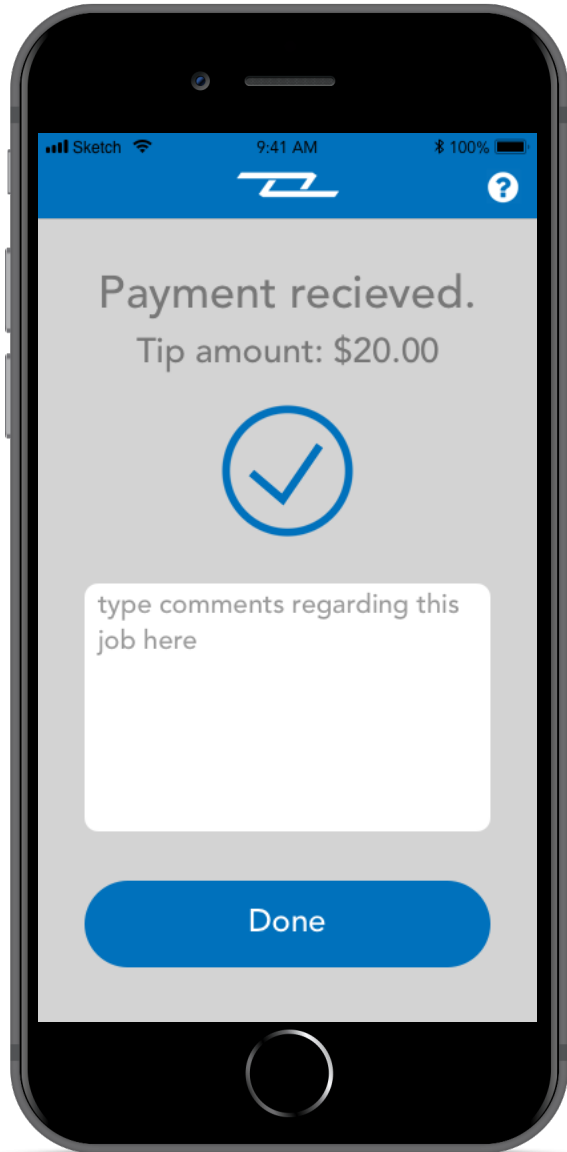 Sketch 9:41 AM 100%
?
Payment recieved.
Tip amount: $20.00
type comments regarding this
job here
Done